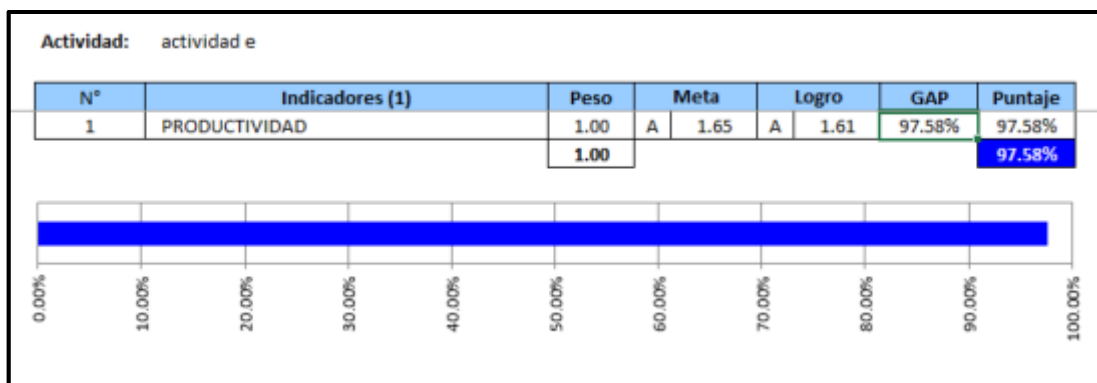 Actividad: actividad e
N° Indicadores (1) Peso Meta Logro GAP Puntaje
1 PRODUCTIVIDAD 1.00 A 1.65 A 1.61 97.58% 97.58%
1.00 97.58%
0.00% 10.00% 20.00% 30.00% 40.00% 50.00% 60.00% 70.00% 80.00% 90.00% 100.00%